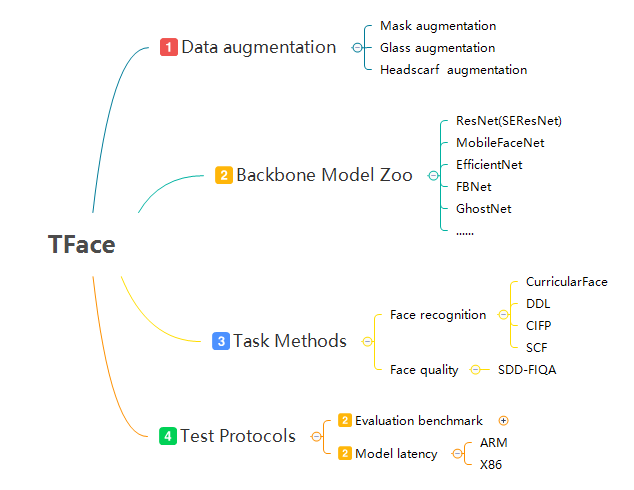 TFace
1 Data augmentation
Mask augmentation
Glass augmentation
Headscarf augmentation
2 Backbone Model Zoo
ResNet(SEResNet)
MobileFaceNet
EfficientNet
FBNet
GhostNet
......
3 Task Methods
Face recognition
CurricularFace
DDL
CIFP
SCF
Face quality
SDD-FIQA
4 Test Protocols
2 Evaluation benchmark
2 Model latency
ARM
X86